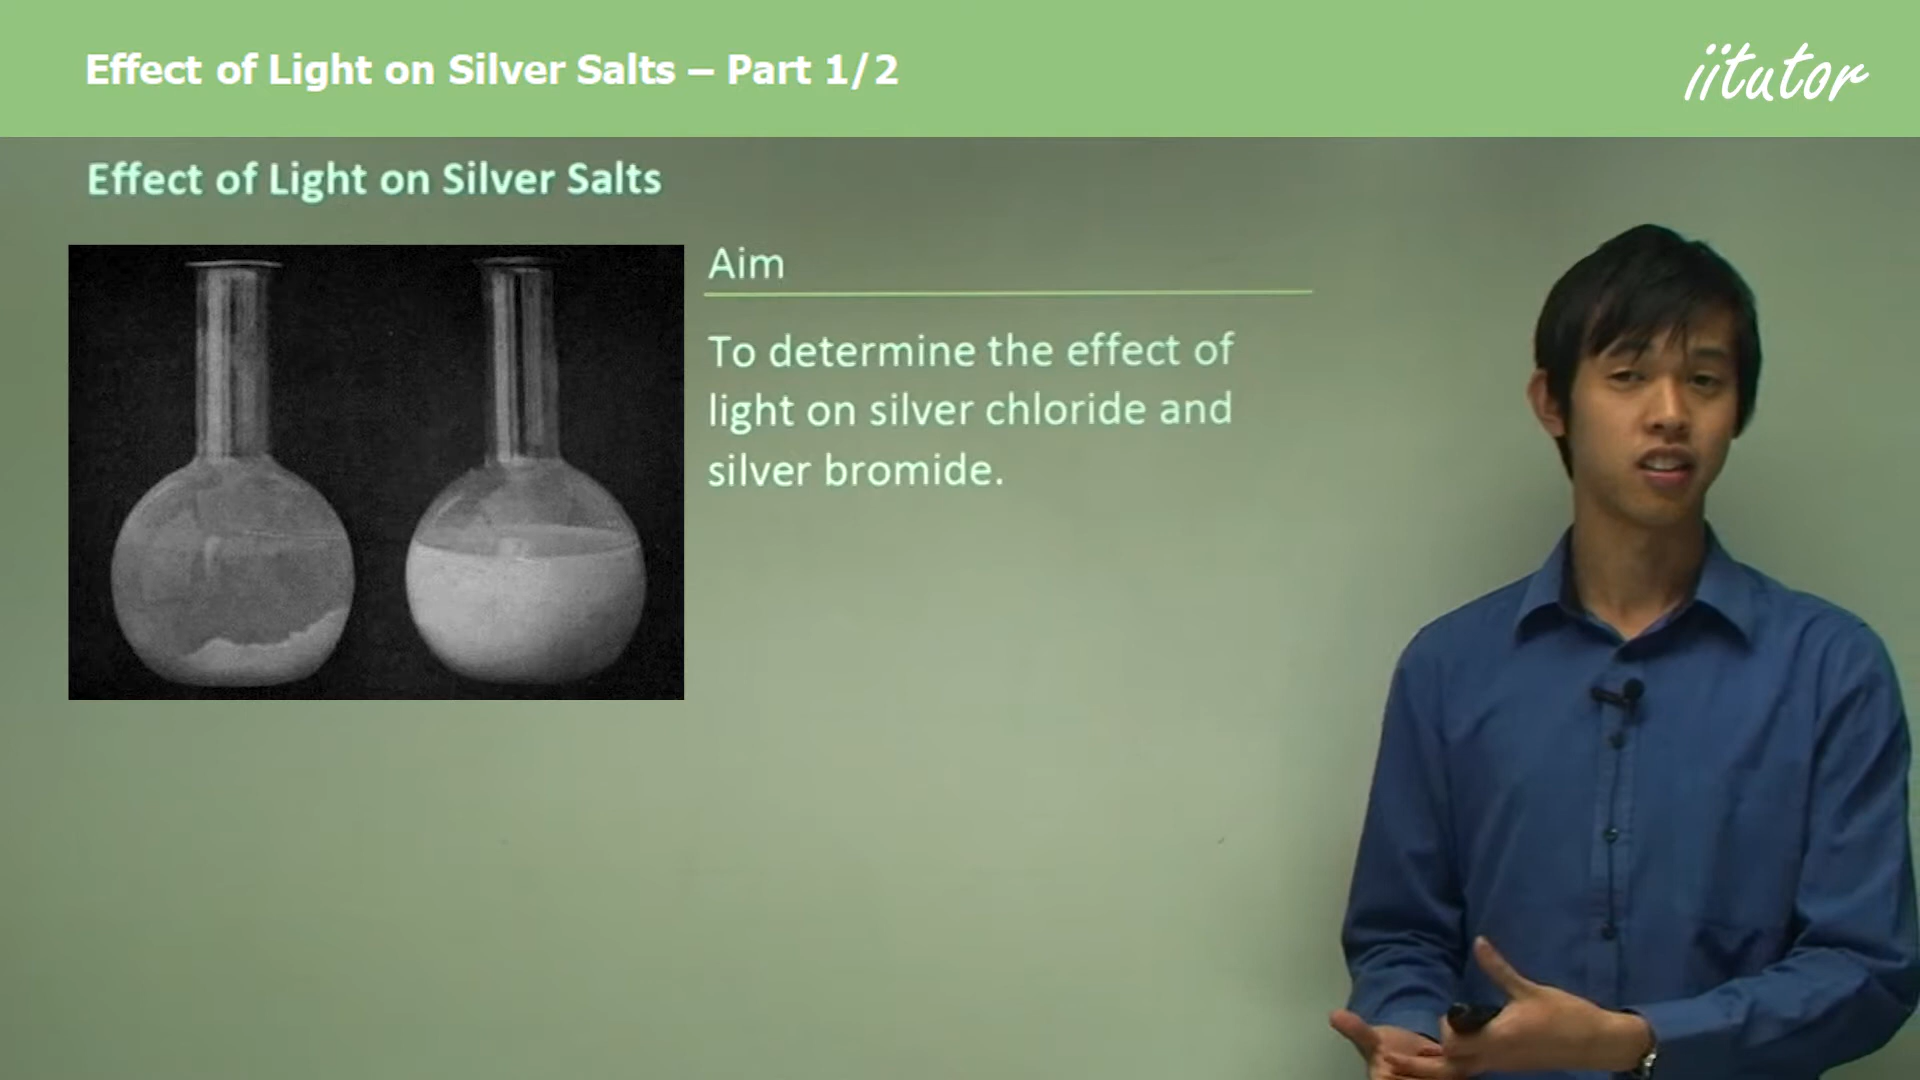 Effect of Light on Silver Salts – Part 1/2
iitutor
Effect of Light on Silver Salts
Aim
To determine the effect of
light on silver chloride and
silver bromide.